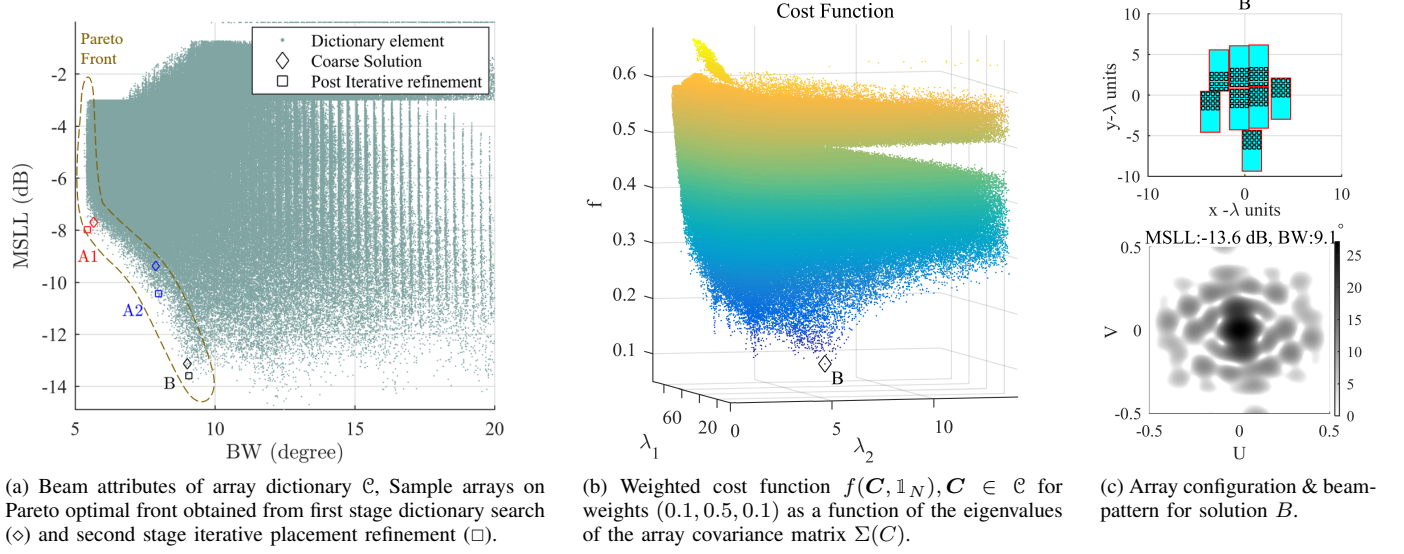 Pareto
Front
Dictionary element
Coarse Solution
Post Iterative refinement
-2
-4
-6
-8
-10
-12
-14
MSLL (dB)
A1
A2
B
5
10
15
20
BW (degree)
(a) Beam attributes of array dictionary 𝒞, Sample arrays on
Pareto optimal front obtained from first stage dictionary search
(⋄) and second stage iterative placement refinement (□).
Cost Function
0.6
0.5
0.4
0.3
0.2
0.1
f
B
60
20
0
5
10
λ₁
λ₂
(b) Weighted cost function f(C, 𝟙_N), C ∈ 𝒞 for
weights (0.1, 0.5, 0.1) as a function of the eigenvalues
of the array covariance matrix Σ(C).
B
10
5
0
-5
-10
y-λ units
-10
0
10
x -λ units
MSLL:-13.6 dB, BW:9.1°
0.5
0
-0.5
V
-0.5
0
0.5
U
25
20
15
10
5
0
(c) Array configuration & beam-
pattern for solution B.